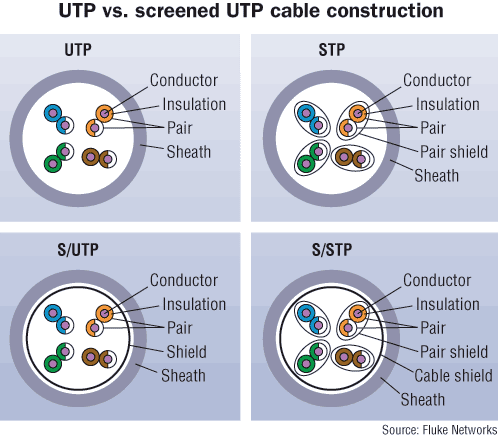 UTP vs. screened UTP cable construction
UTP
Conductor
Insulation
Pair
Sheath
STP
Conductor
Insulation
Pair
Pair shield
Sheath
S/UTP
Conductor
Insulation
Pair
Shield
Sheath
S/STP
Conductor
Insulation
Pair
Pair shield
Cable shield
Sheath
Source: Fluke Networks